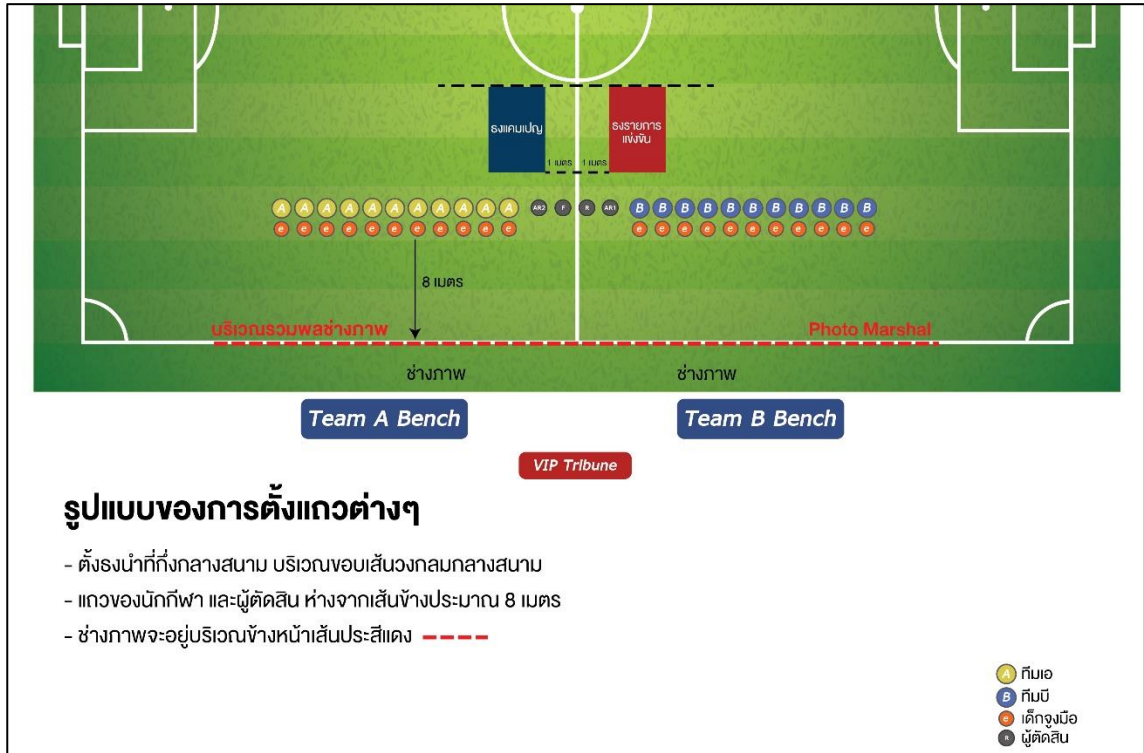 ธงแคมเปญ
ธงรายการ
แข่งขัน
1 เมตร 1 เมตร
A A A A A A A A A A A AR2 F R AR1 B B B B B B B B B B B
e e e e e e e e e e e e e e e e e e e e e e
8 เมตร
บริเวณรวมพลช่างภาพ Photo Marshal
ช่างภาพ ช่างภาพ
Team A Bench Team B Bench
VIP Tribune
รูปแบบของการตั้งแถวต่างๆ
- ตั้งธงนำที่กึ่งกลางสนาม บริเวณขอบเส้นวงกลมกลางสนาม
- แถวของนักกีฬา และผู้ตัดสิน ห่างจากเส้นข้างประมาณ 8 เมตร
- ช่างภาพจะอยู่บริเวณข้างหน้าเส้นประสีแดง
A ทีมเอ
B ทีมบี
e เด็กจูงมือ
R ผู้ตัดสิน